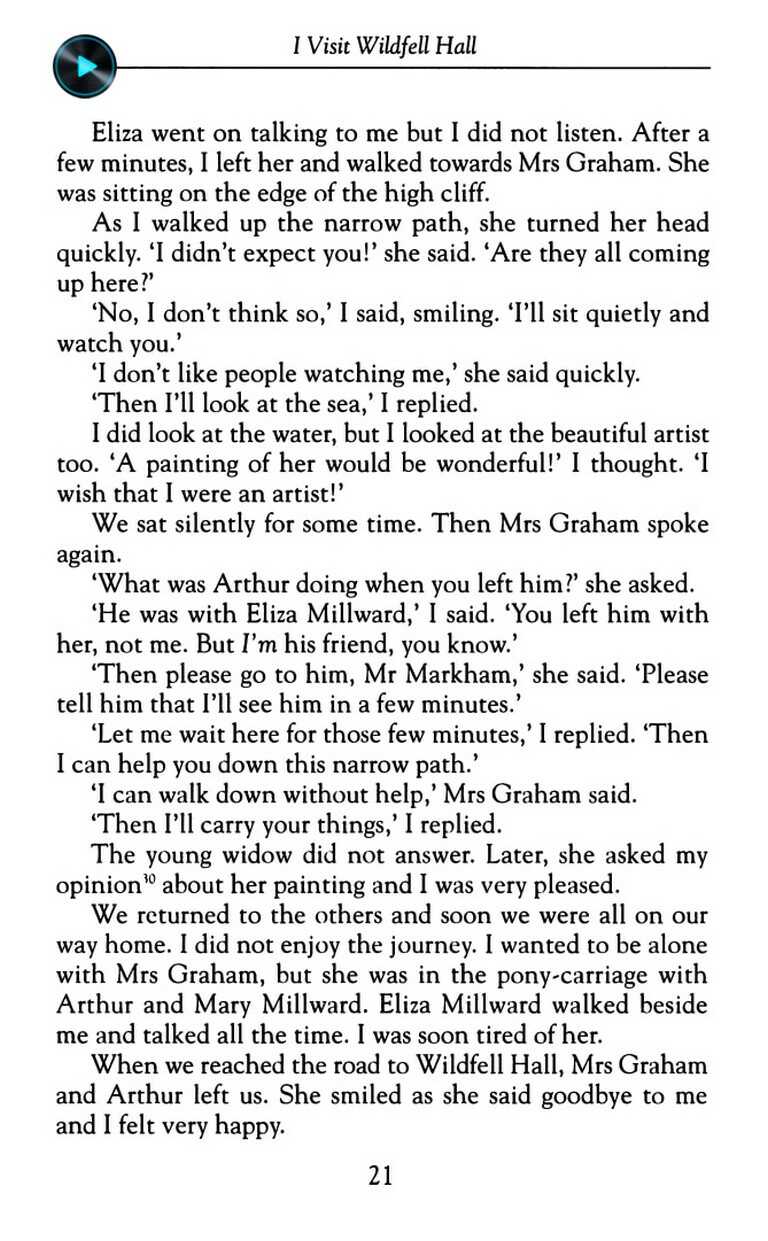 I Visit Wildfell Hall
Eliza went on talking to me but I did not listen. After a
few minutes, I left her and walked towards Mrs Graham. She
was sitting on the edge of the high cliff.
As I walked up the narrow path, she turned her head
quickly. ‘I didn’t expect you!’ she said. ‘Are they all coming
up here?’
‘No, I don’t think so,’ I said, smiling. ‘I’ll sit quietly and
watch you.’
‘I don’t like people watching me,’ she said quickly.
‘Then I’ll look at the sea,’ I replied.
I did look at the water, but I looked at the beautiful artist
too. ‘A painting of her would be wonderful!’ I thought. ‘I
wish that I were an artist!’
We sat silently for some time. Then Mrs Graham spoke
again.
‘What was Arthur doing when you left him?’ she asked.
‘He was with Eliza Millward,’ I said. ‘You left him with
her, not me. But I’m his friend, you know.’
‘Then please go to him, Mr Markham,’ she said. ‘Please
tell him that I’ll see him in a few minutes.’
‘Let me wait here for those few minutes,’ I replied. ‘Then
I can help you down this narrow path.’
‘I can walk down without help,’ Mrs Graham said.
‘Then I’ll carry your things,’ I replied.
The young widow did not answer. Later, she asked my
opinion³⁰ about her painting and I was very pleased.
We returned to the others and soon we were all on our
way home. I did not enjoy the journey. I wanted to be alone
with Mrs Graham, but she was in the pony-carriage with
Arthur and Mary Millward. Eliza Millward walked beside
me and talked all the time. I was soon tired of her.
When we reached the road to Wildfell Hall, Mrs Graham
and Arthur left us. She smiled as she said goodbye to me
and I felt very happy.
21